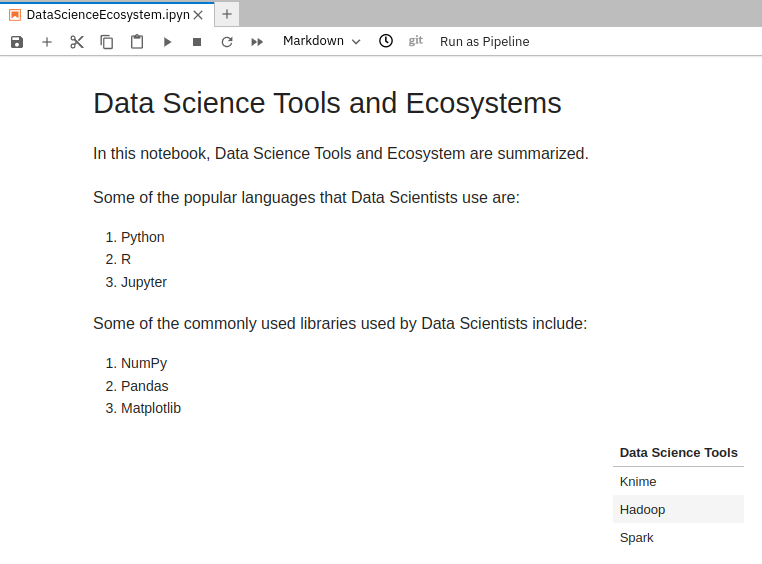 DataScienceEcosystem.ipyn
Markdown
git
Run as Pipeline
Data Science Tools and Ecosystems
In this notebook, Data Science Tools and Ecosystem are summarized.
Some of the popular languages that Data Scientists use are:
1. Python
2. R
3. Jupyter
Some of the commonly used libraries used by Data Scientists include:
1. NumPy
2. Pandas
3. Matplotlib
Data Science Tools
Knime
Hadoop
Spark